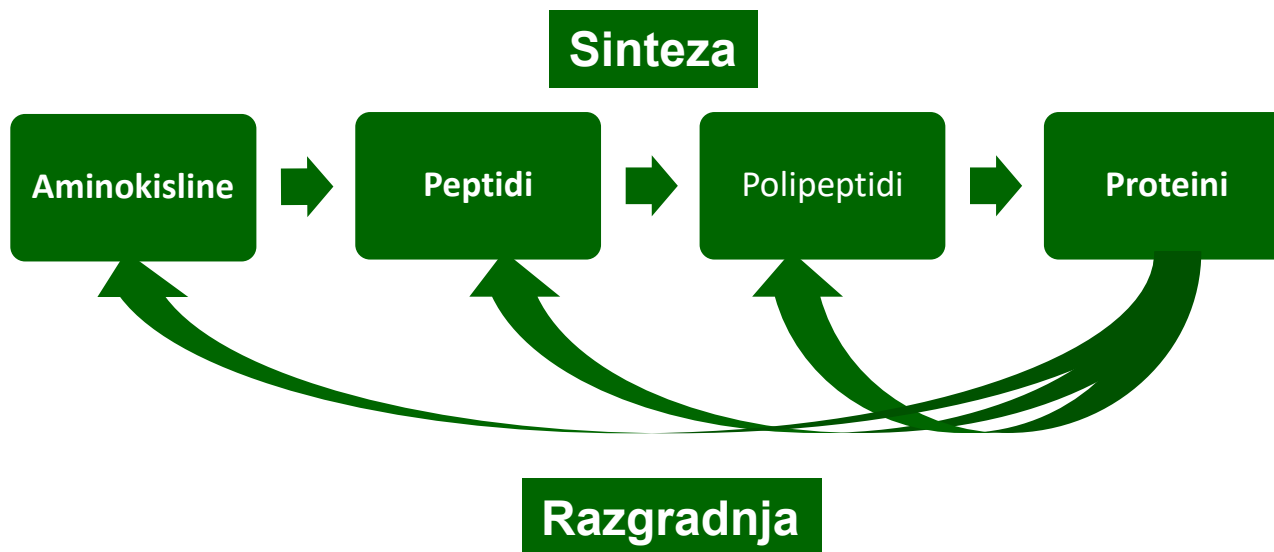 Sinteza
Aminokisline
Peptidi
Polipeptidi
Proteini
Razgradnja